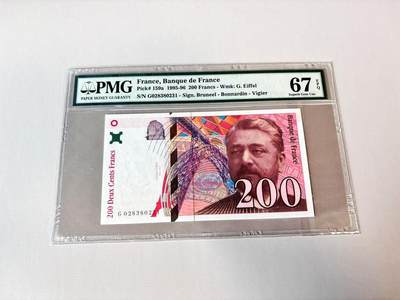 PMG
PAPER MONEY GUARANTY
France, Banque de France
Pick# 159a 1995-96 200 Francs - Wmk: G. Eiffel
S/N G028380231 - Sign. Bruneel - Bonnardin - Vigier
67 EPQ
Superb Gem Unc
200 Deux Cents Francs
Banque de France
200
G 02838023